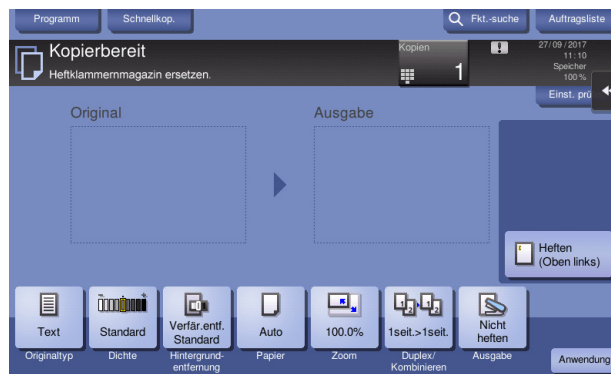 Programm
Schnellkop.
Fkt.-suche
Auftragsliste
Kopierbereit
Heftklammernmagazin ersetzen.
Kopien
1
27/09/2017
11:10
Speicher
100 %
Einst. prü
Original
Ausgabe
Heften
(Oben links)
Text
Standard
Verfär.entf.
Standard
Auto
100.0%
1seit.>1seit.
Nicht
heften
Originaltyp
Dichte
Hintergrund-
entfernung
Papier
Zoom
Duplex/
Kombinieren
Ausgabe
Anwendung